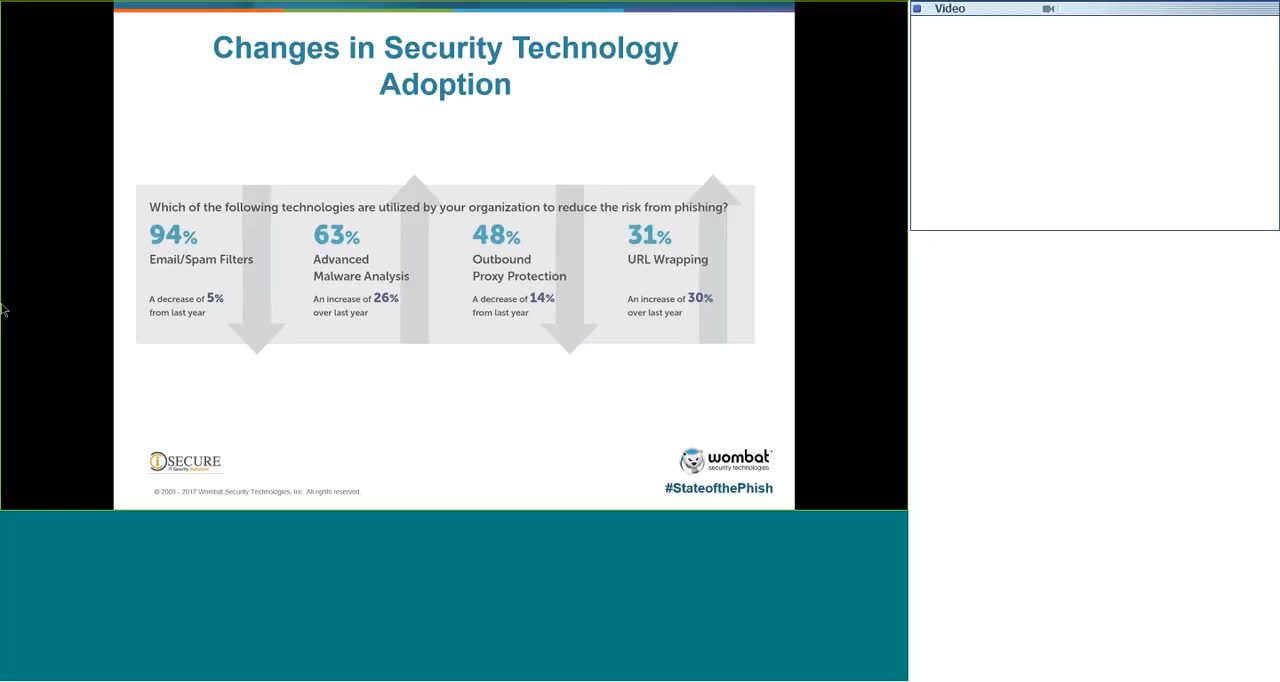 Video
Changes in Security Technology
Adoption
Which of the following technologies are utilized by your organization to reduce the risk from phishing?
94%
Email/Spam Filters
A decrease of 5%
from last year
63%
Advanced
Malware Analysis
An increase of 26%
over last year
48%
Outbound
Proxy Protection
A decrease of 14%
from last year
31%
URL Wrapping
An increase of 30%
over last year
iSECURE
IT Security
wombat
security technologies
#StateofthePhish
© 2008 - 2017 Wombat Security Technologies, Inc. All rights reserved.